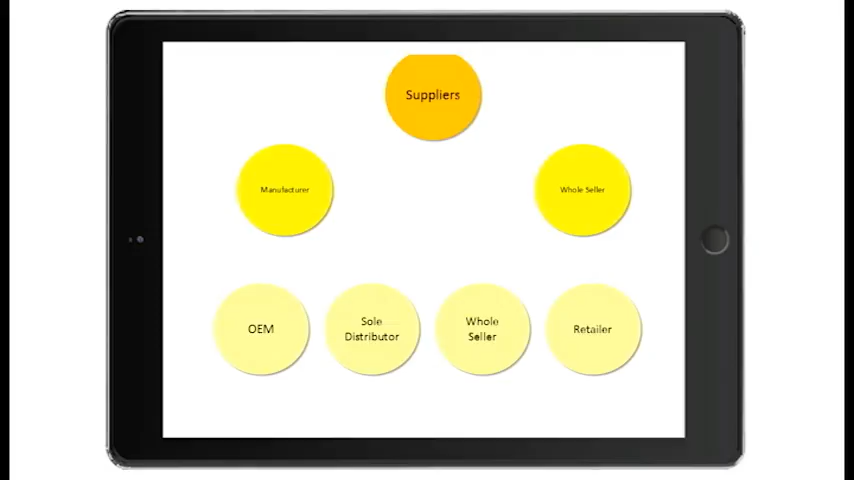 Suppliers
Manufacturer
Whole Seller
OEM
Sole
Distributor
Whole
Seller
Retailer